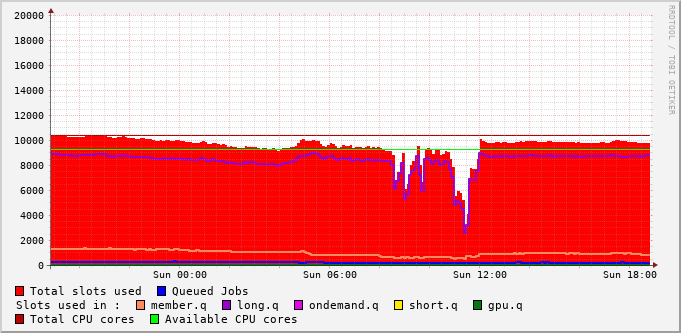 RRDTOOL / TOBI OETIKER
20000
18000
16000
14000
12000
10000
8000
6000
4000
2000
0
Sun 00:00 Sun 06:00 Sun 12:00 Sun 18:00
Total slots used Queued Jobs
Slots used in : member.q long.q ondemand.q short.q gpu.q
Total CPU cores Available CPU cores